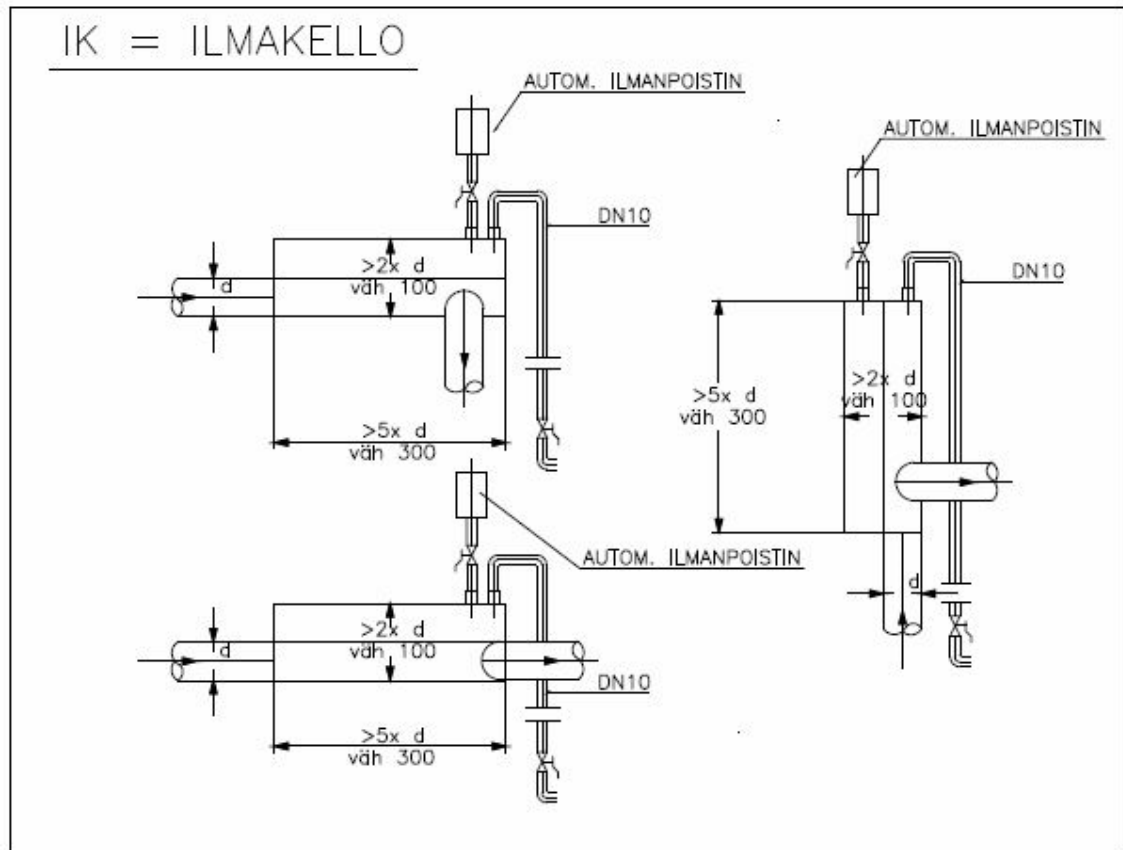 IK = ILMAKELLO
AUTOM. ILMANPOISTIN
DN10
>2x d
väh 100
d
>5x d
väh 300
AUTOM. ILMANPOISTIN
>2x d
väh 100
d
DN10
>5x d
väh 300
AUTOM. ILMANPOISTIN
DN10
>2x d
väh 100
>5x d
väh 300
d